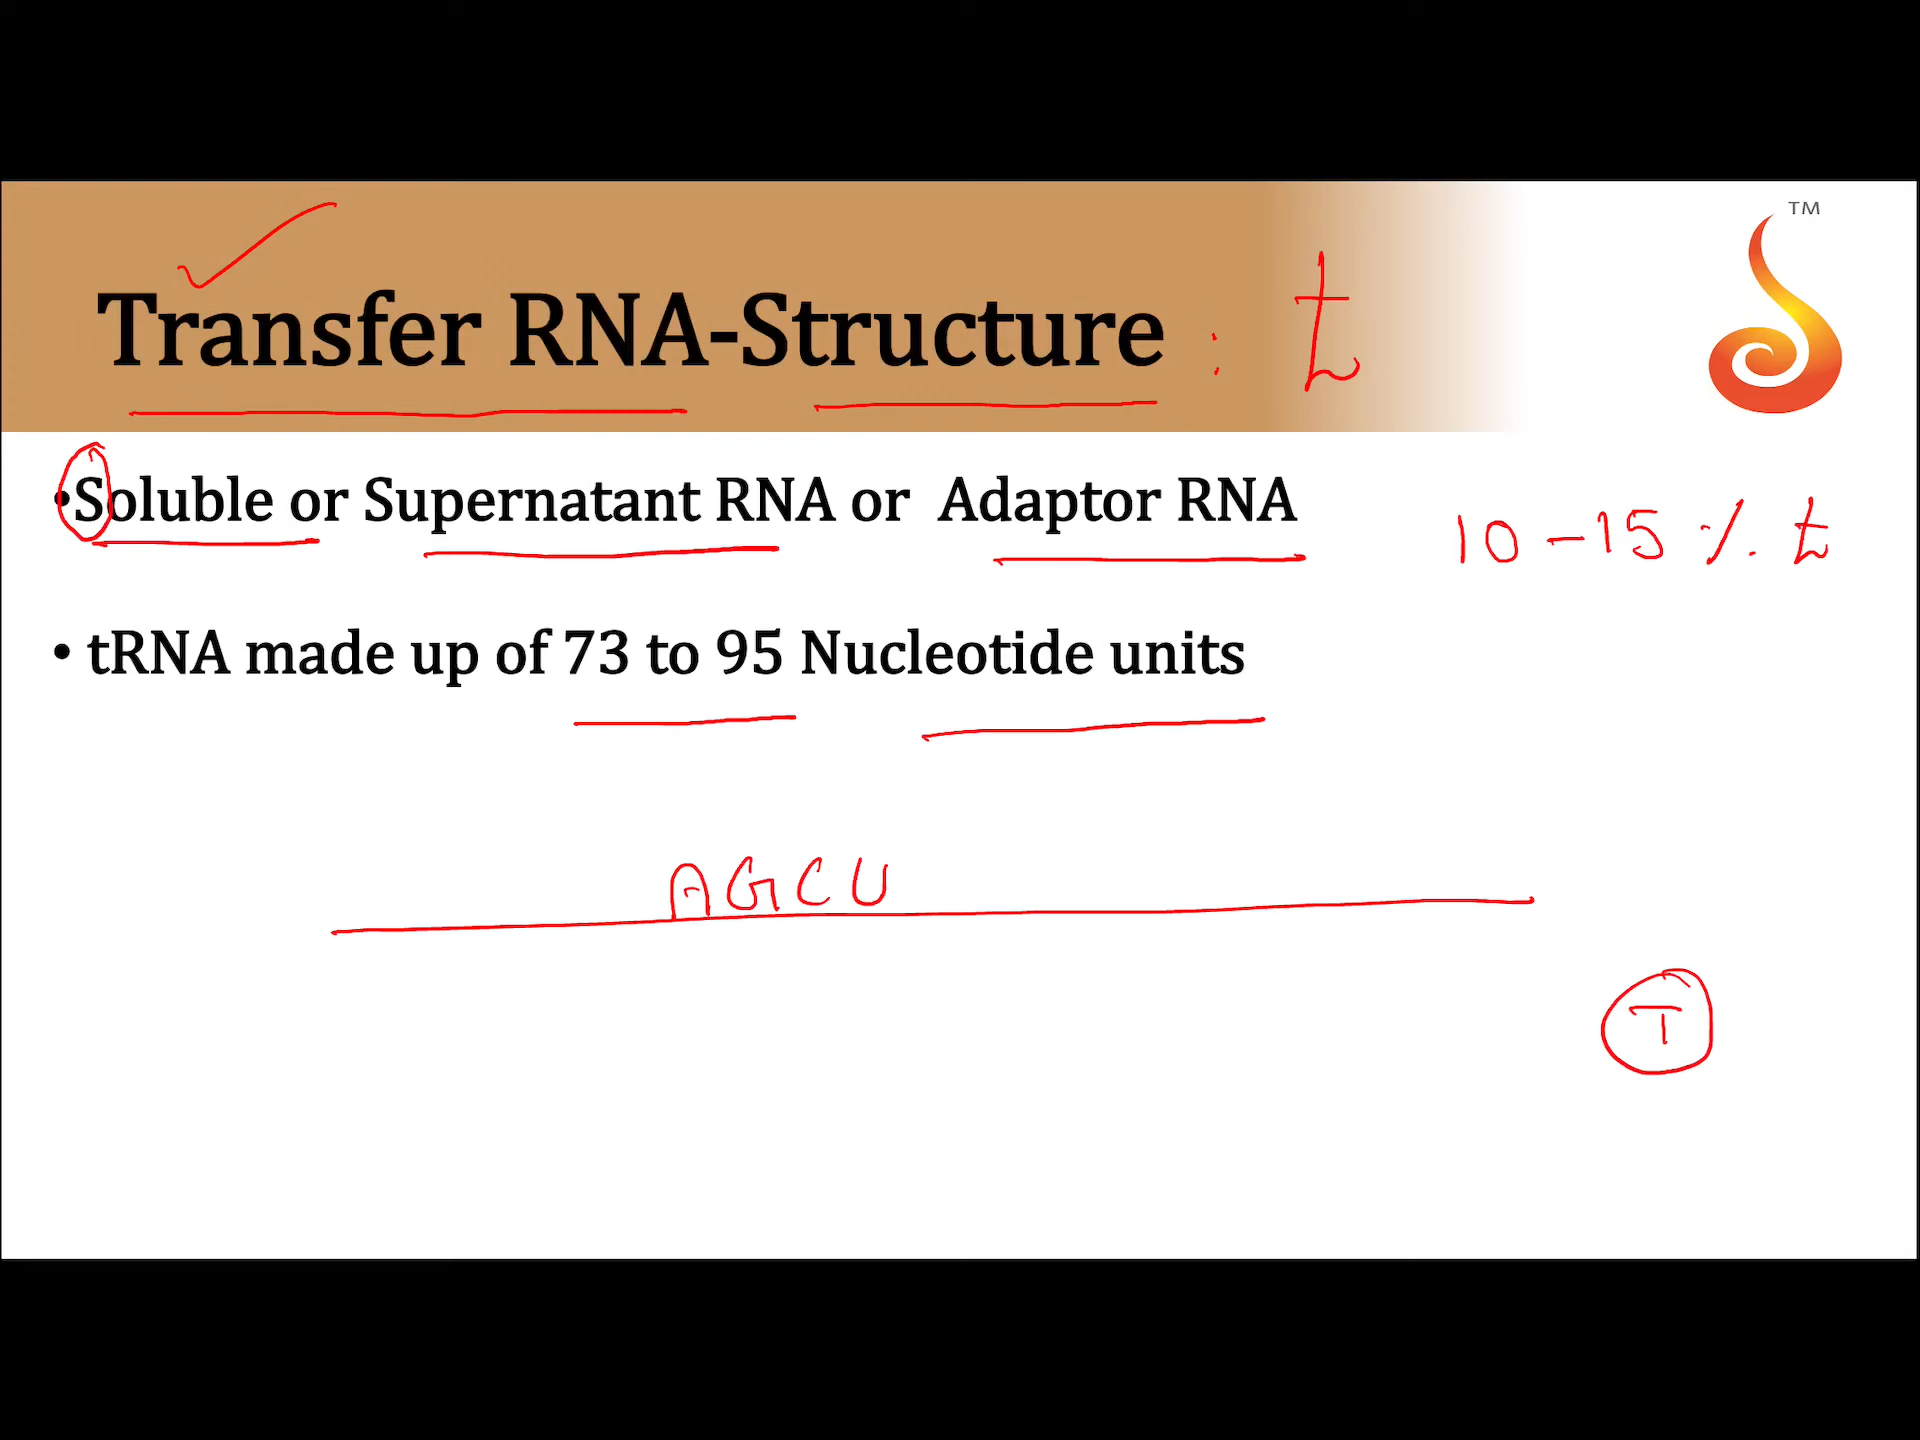 TM
Transfer RNA-Structure : t
•Soluble or Supernatant RNA or Adaptor RNA
10-15 % t
• tRNA made up of 73 to 95 Nucleotide units
AGCU
T